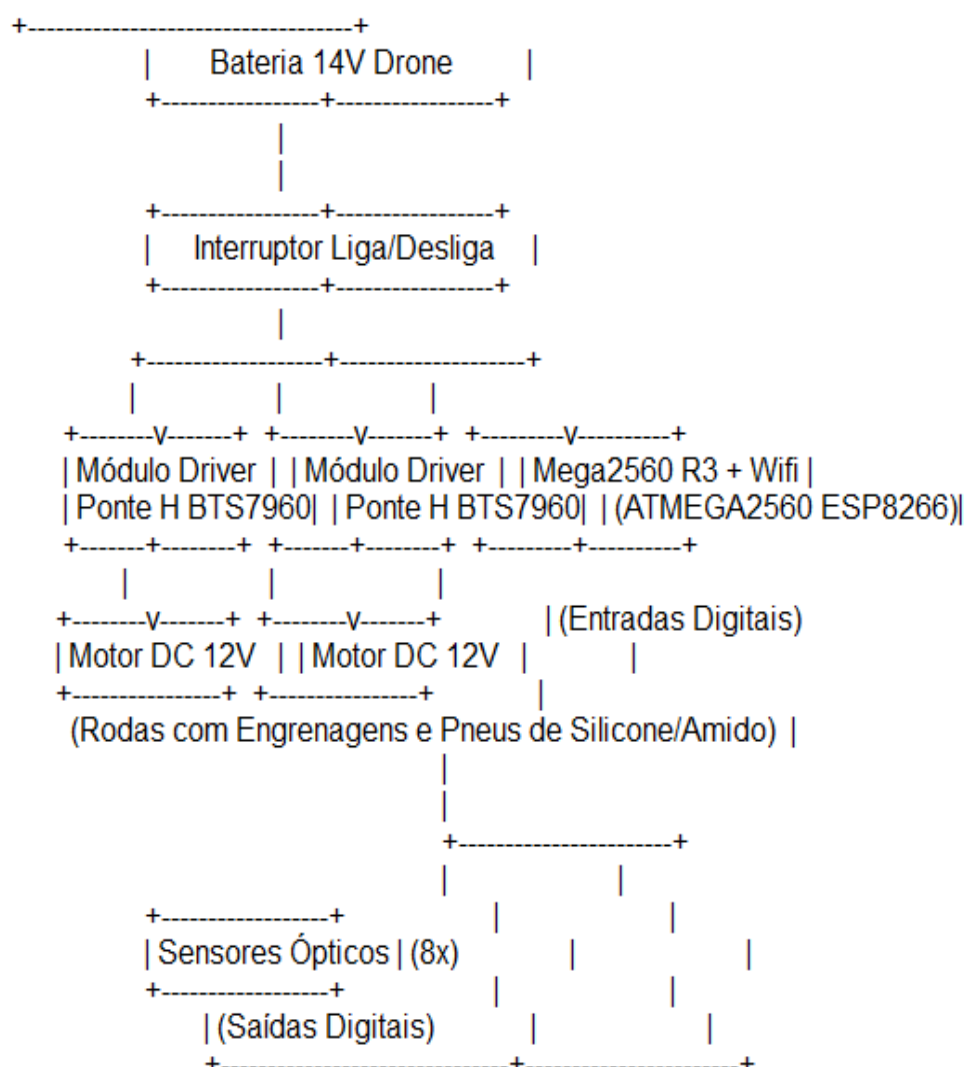 +-----------------------------------+
| Bateria 14V Drone |
+-----------------+-----------------+
|
|
+-----------------+-----------------+
| Interruptor Liga/Desliga |
+-----------------+-----------------+
|
+-------------------+--------------------+
| | |
+--------v-------+ +--------v-------+ +---------v----------+
| Módulo Driver | | Módulo Driver | | Mega2560 R3 + Wifi |
| Ponte H BTS7960| | Ponte H BTS7960| | (ATMEGA2560 ESP8266)|
+-------+--------+ +-------+--------+ +---------+----------+
| | |
+--------v-------+ +--------v-------+ | (Entradas Digitais)
| Motor DC 12V | | Motor DC 12V | |
+----------------+ +----------------+ |
(Rodas com Engrenagens e Pneus de Silicone/Amido) |
|
|
+-----------------------+
| |
+------------------+ | |
| Sensores Ópticos | (8x) | |
+------------------+ | |
| (Saídas Digitais) | |
+-------------------------------+-----------------------+